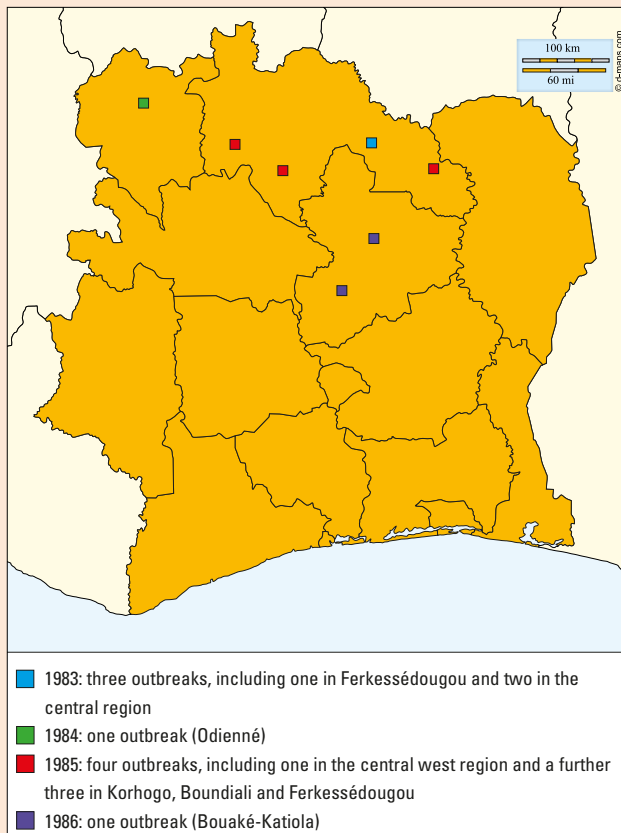 100 km
60 mi
© d-maps.com
1983: three outbreaks, including one in Ferkessédougou and two in the
central region
1984: one outbreak (Odienné)
1985: four outbreaks, including one in the central west region and a further
three in Korhogo, Boundiali and Ferkessédougou
1986: one outbreak (Bouaké-Katiola)